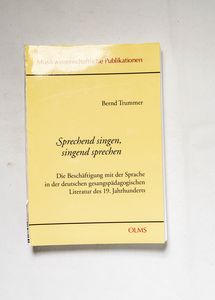 Musikwissenschaftliche Publikationen
Bernd Trummer
Sprechend singen,
singend sprechen
Die Beschäftigung mit der Sprache
in der deutschen gesangspädagogischen
Literatur des 19. Jahrhunderts
OLMS